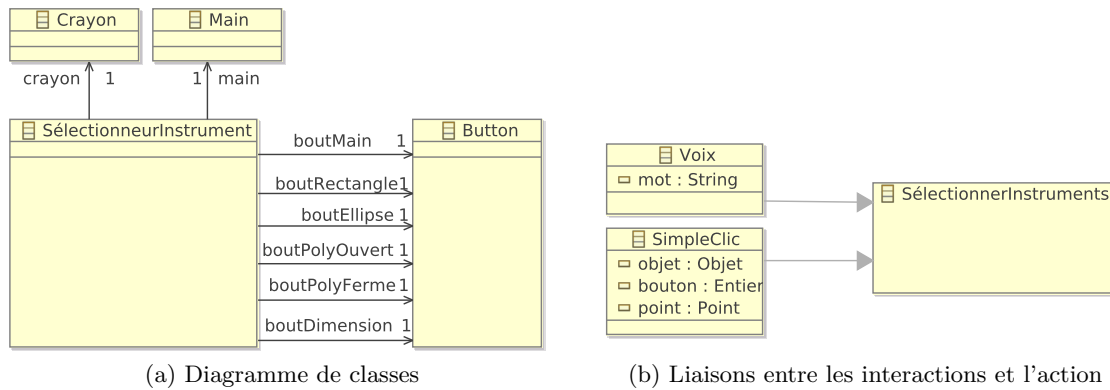 Crayon
Main
crayon 1
1 main
SélectionneurInstrument
Button
boutMain 1
boutRectangle 1
boutEllipse 1
boutPolyOuvert 1
boutPolyFerme 1
boutDimension 1
(a) Diagramme de classes
Voix
mot : String
SimpleClic
objet : Objet
bouton : Entier
point : Point
SélectionnerInstruments
(b) Liaisons entre les interactions et l'action